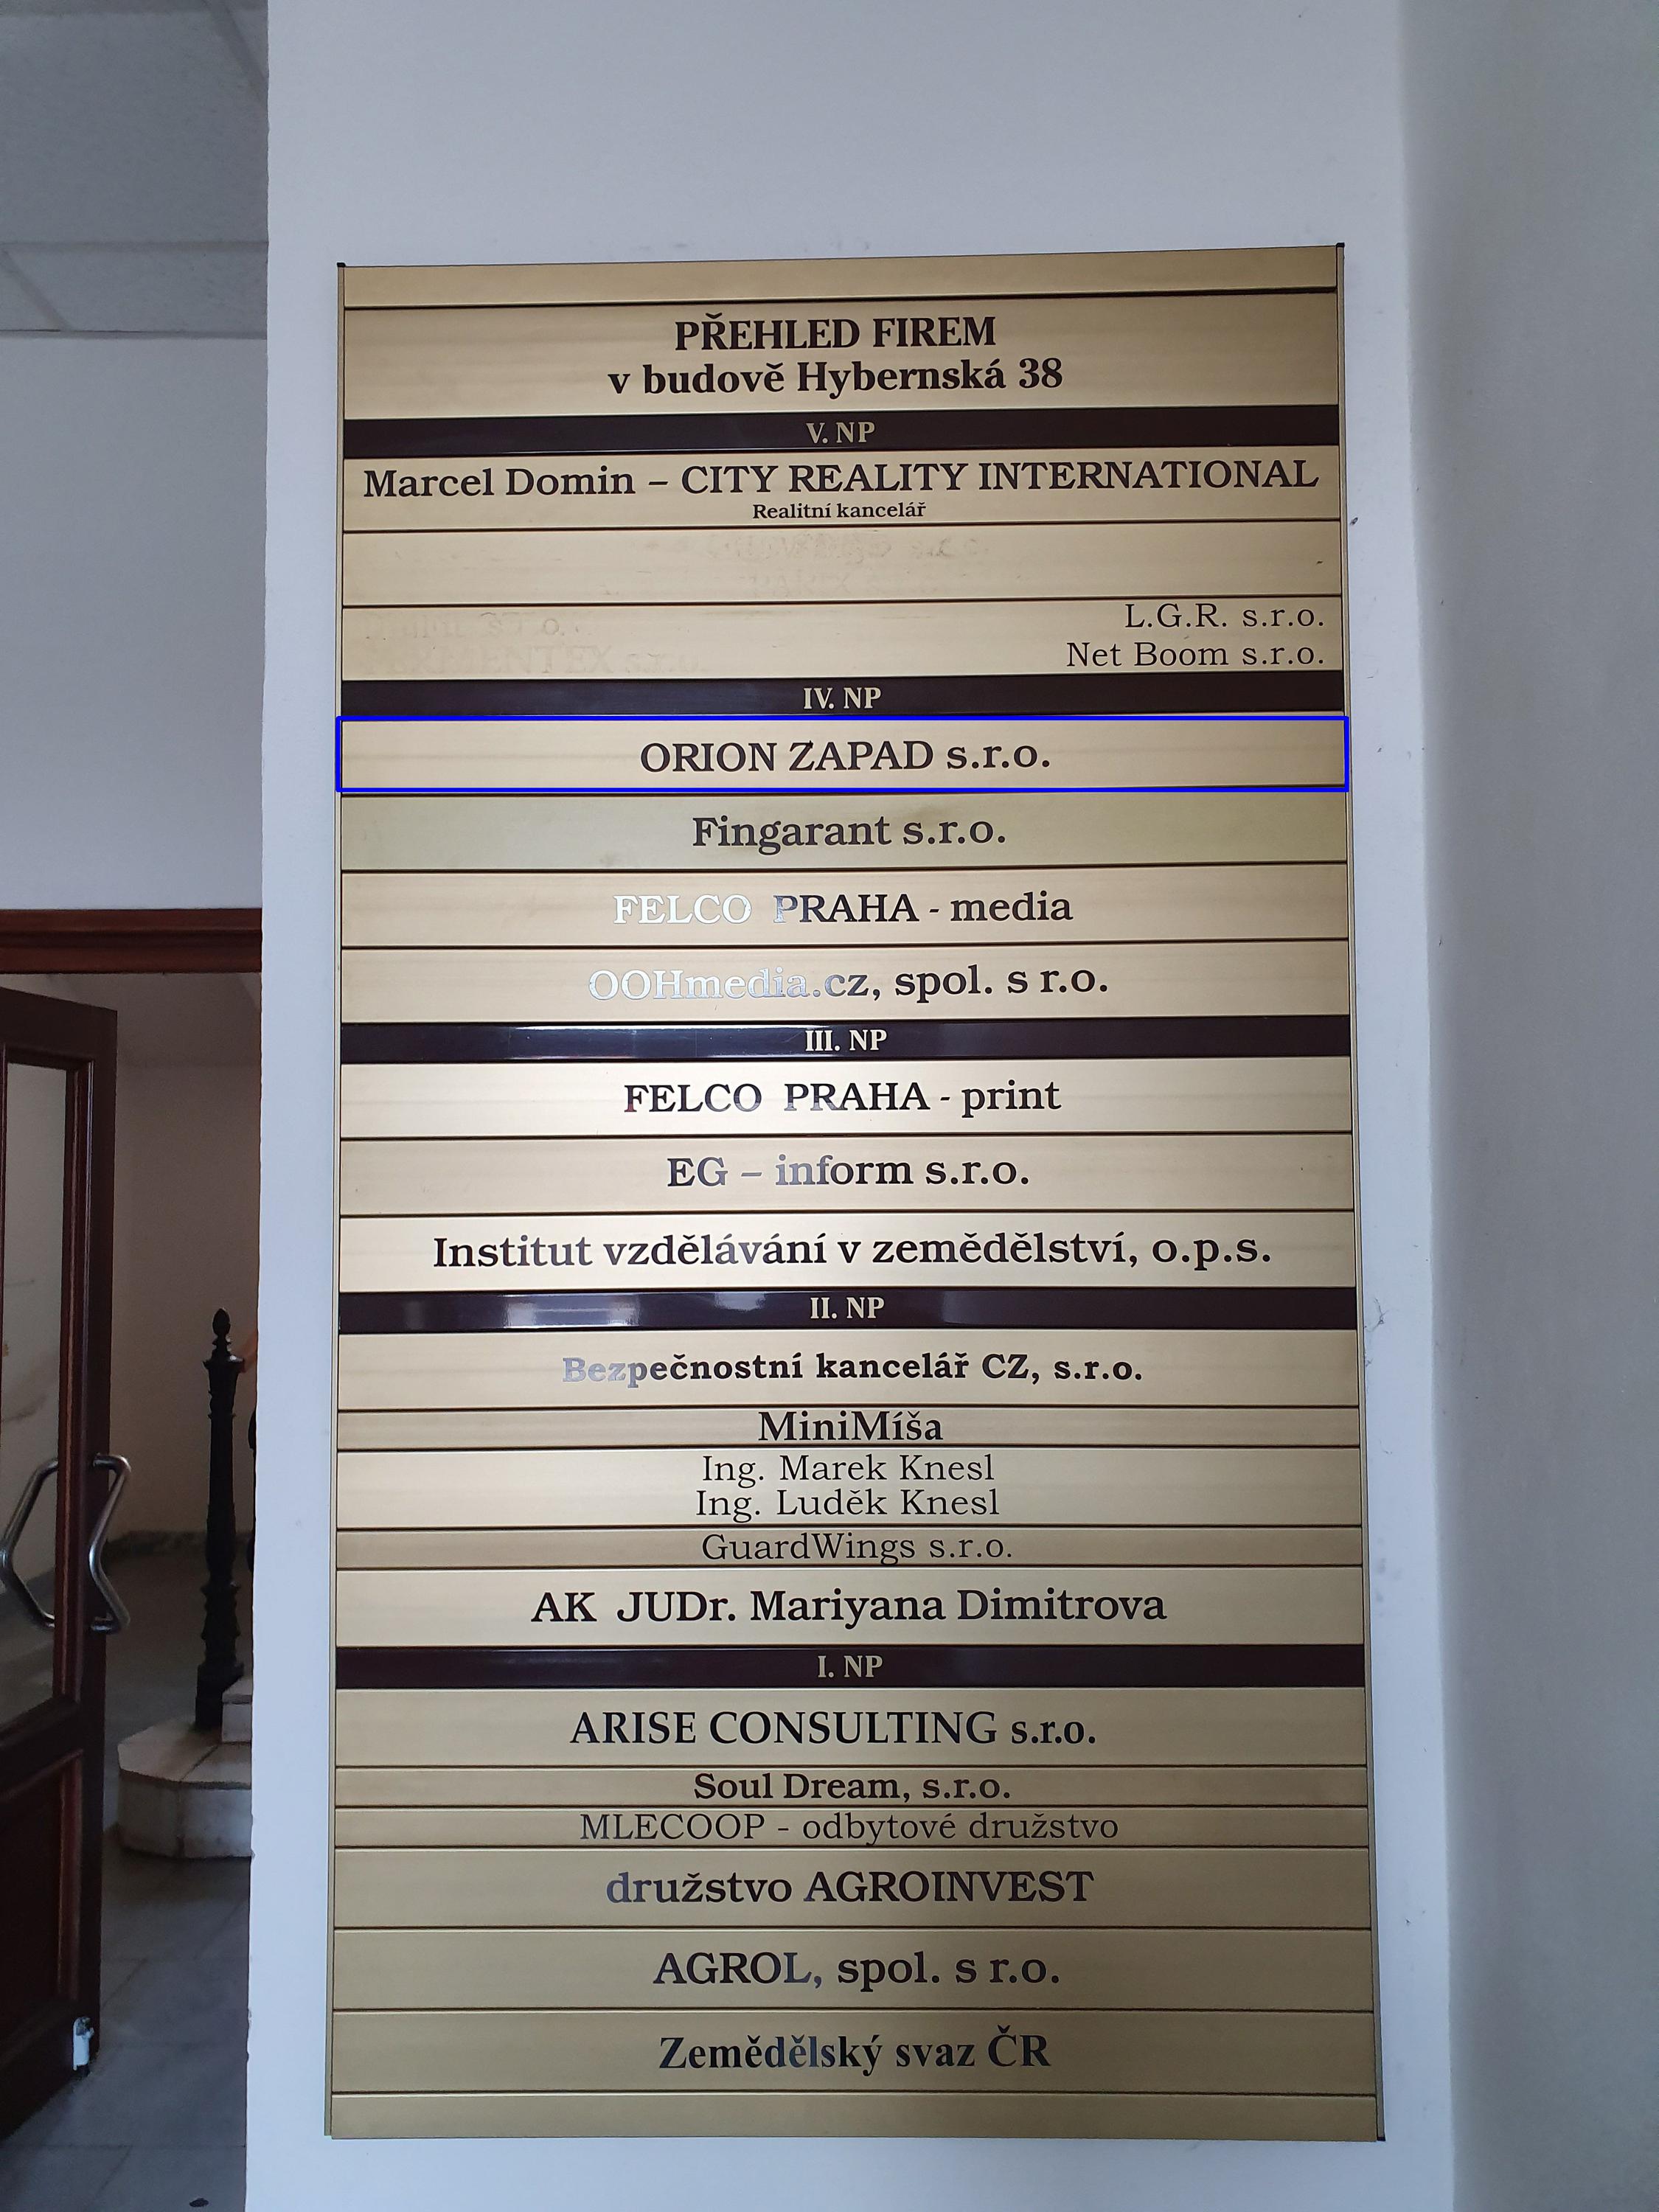 PŘEHLED FIREM
v budově Hybernská 38
V. NP
Marcel Domin – CITY REALITY INTERNATIONAL
Realitní kancelář
L.G.R. s.r.o.
Net Boom s.r.o.
IV. NP
ORION ZAPAD s.r.o.
Fingarant s.r.o.
FELCO PRAHA - media
OOHmedia.cz, spol. s r.o.
III. NP
FELCO PRAHA - print
EG – inform s.r.o.
Institut vzdělávání v zemědělství, o.p.s.
II. NP
Bezpečnostní kancelář CZ, s.r.o.
MiniMíša
Ing. Marek Knesl
Ing. Luděk Knesl
GuardWings s.r.o.
AK JUDr. Mariyana Dimitrova
I. NP
ARISE CONSULTING s.r.o.
Soul Dream, s.r.o.
MLECOOP - odbytové družstvo
družstvo AGROINVEST
AGROL, spol. s r.o.
Zemědělský svaz ČR